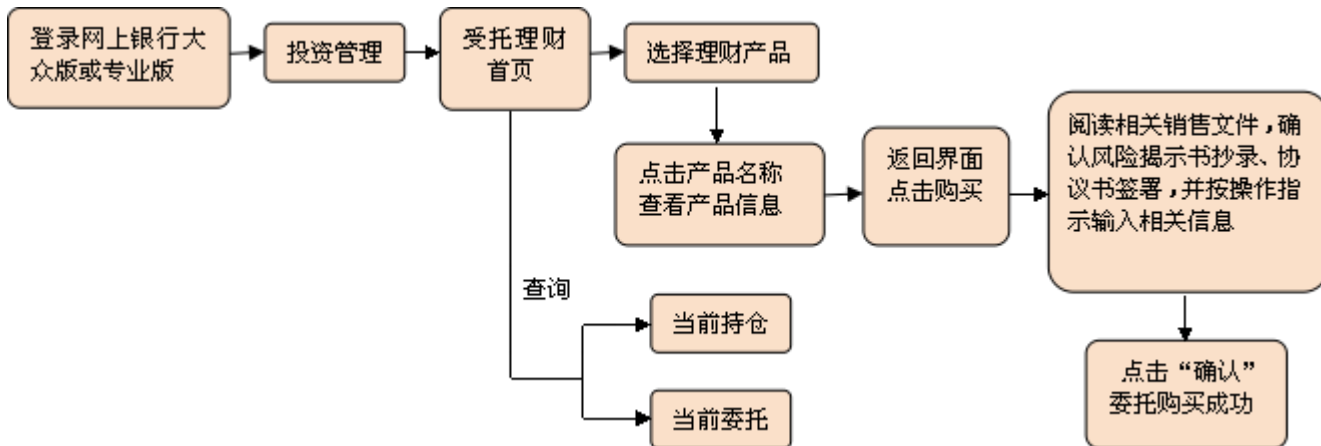 登录网上银行大
众版或专业版
投资管理
受托理财
首页
选择理财产品
点击产品名称
查看产品信息
返回界面
点击购买
阅读相关销售文件，确
认风险揭示书抄录、协
议书签署，并按操作指
示输入相关信息
点击“确认”
委托购买成功
查询
当前持仓
当前委托